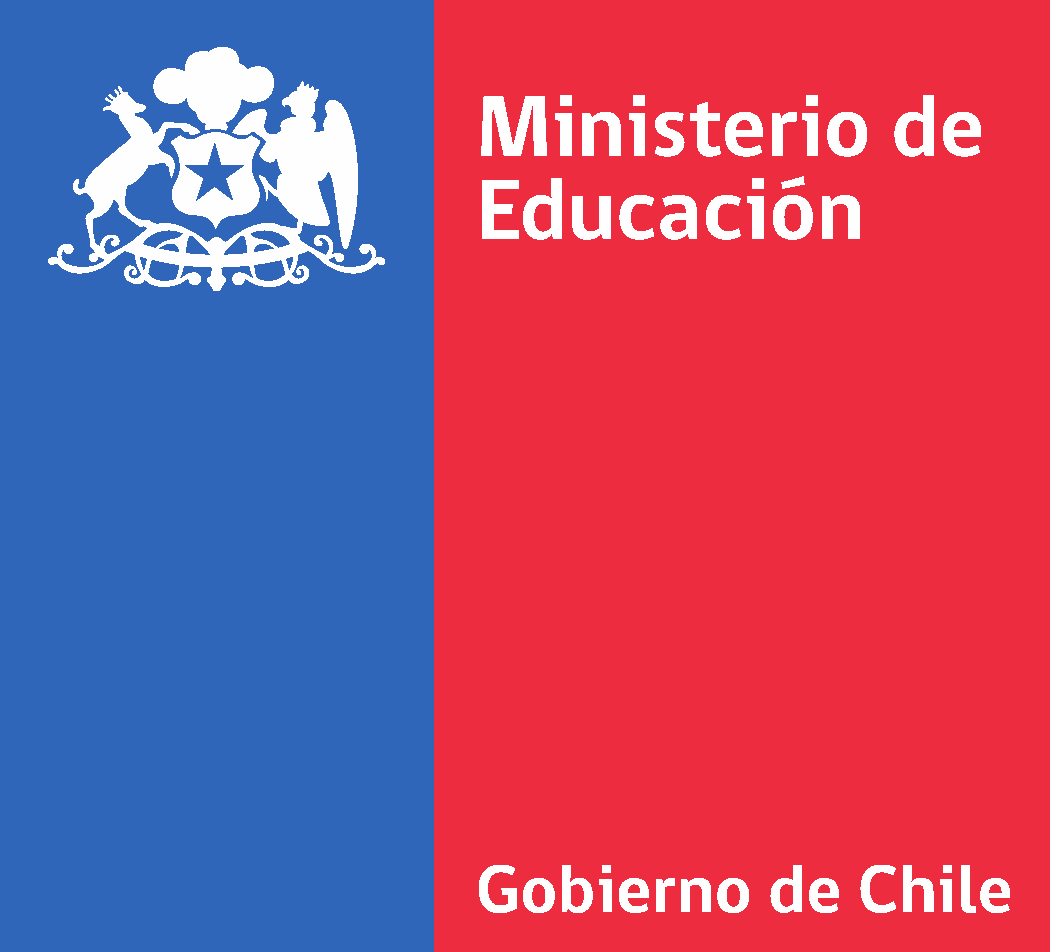 Ministerio de
Educación
Gobierno de Chile